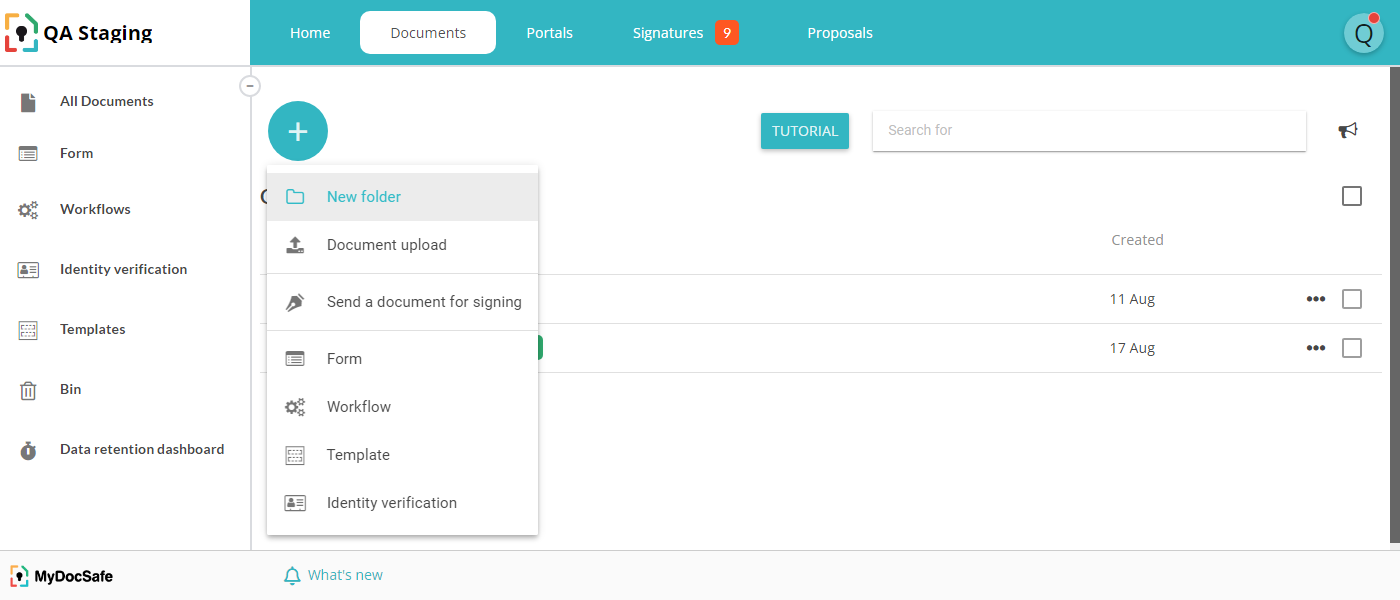 QA Staging
Home
Documents
Portals
Signatures 9
Proposals
Q
All Documents
Form
Workflows
Identity verification
Templates
Bin
Data retention dashboard
+
TUTORIAL
Search for
New folder
Document upload
Send a document for signing
Form
Workflow
Template
Identity verification
Created
11 Aug
17 Aug
MyDocSafe
What's new